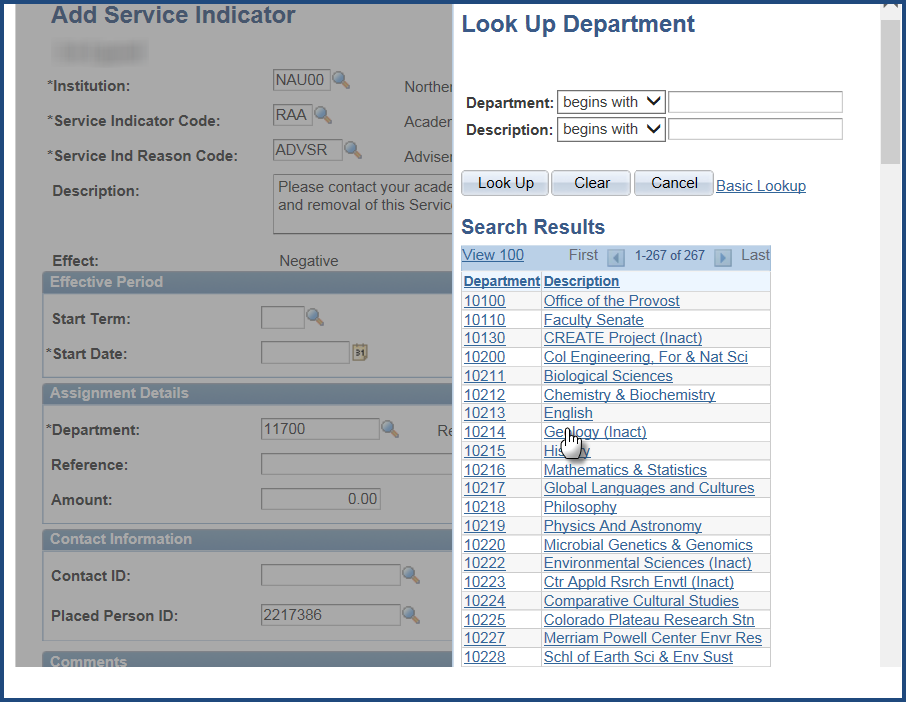 Add Service Indicator
*Institution: NAU00 Norther
*Service Indicator Code: RAA Academ
*Service Ind Reason Code: ADVSR Adviser
Description: Please contact your acade
and removal of this Servic
Effect: Negative
Effective Period
Start Term:
*Start Date: 31
Assignment Details
*Department: 11700 Re
Reference:
Amount: 0.00
Contact Information
Contact ID:
Placed Person ID: 2217386
Comments
Look Up Department
Department: begins with
Description: begins with
Look Up Clear Cancel Basic Lookup
Search Results
View 100 First 1-267 of 267 Last
Department Description
10100 Office of the Provost
10110 Faculty Senate
10130 CREATE Project (Inact)
10200 Col Engineering, For & Nat Sci
10211 Biological Sciences
10212 Chemistry & Biochemistry
10213 English
10214 Geology (Inact)
10215 History
10216 Mathematics & Statistics
10217 Global Languages and Cultures
10218 Philosophy
10219 Physics And Astronomy
10220 Microbial Genetics & Genomics
10222 Environmental Sciences (Inact)
10223 Ctr Appld Rsrch Envtl (Inact)
10224 Comparative Cultural Studies
10225 Colorado Plateau Research Stn
10227 Merriam Powell Center Envr Res
10228 Schl of Earth Sci & Env Sust